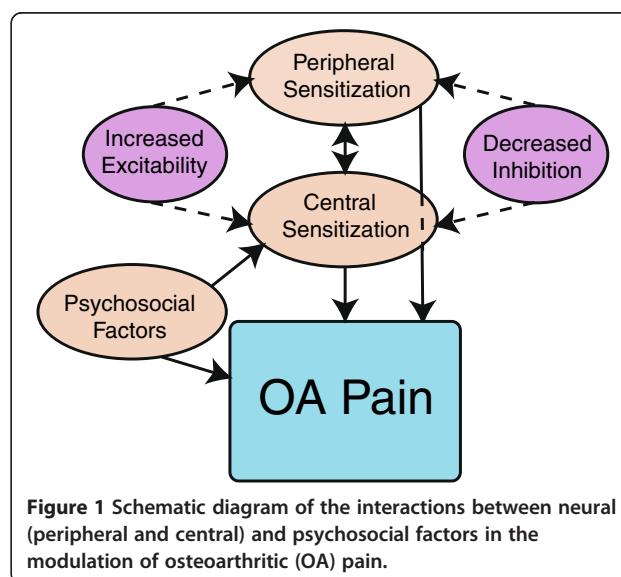 Peripheral
Sensitization
Increased
Excitability
Decreased
Inhibition
Central
Sensitization
Psychosocial
Factors
OA Pain
Figure 1 Schematic diagram of the interactions between neural
(peripheral and central) and psychosocial factors in the
modulation of osteoarthritic (OA) pain.